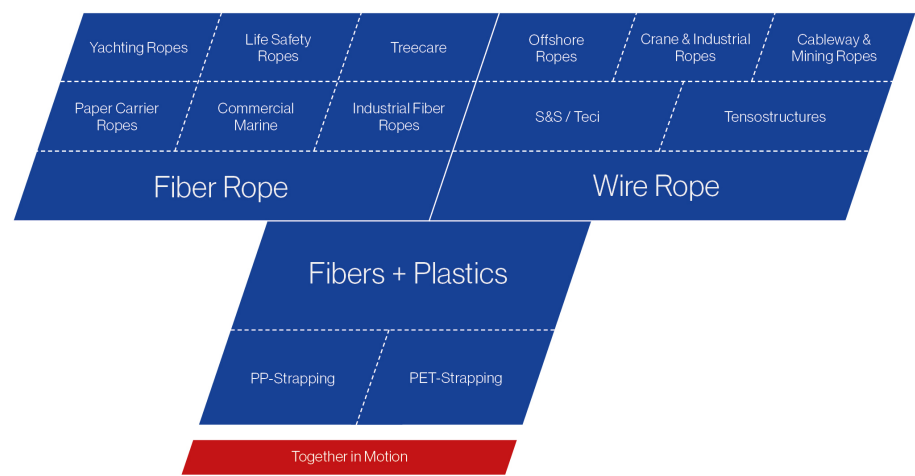 Yachting Ropes
Life Safety
Ropes
Treecare
Offshore
Ropes
Crane & Industrial
Ropes
Cableway &
Mining Ropes
Paper Carrier
Ropes
Commercial
Marine
Industrial Fiber
Ropes
S&S / Teci
Tensostructures
Fiber Rope
Wire Rope
Fibers + Plastics
PP-Strapping
PET-Strapping
Together in Motion